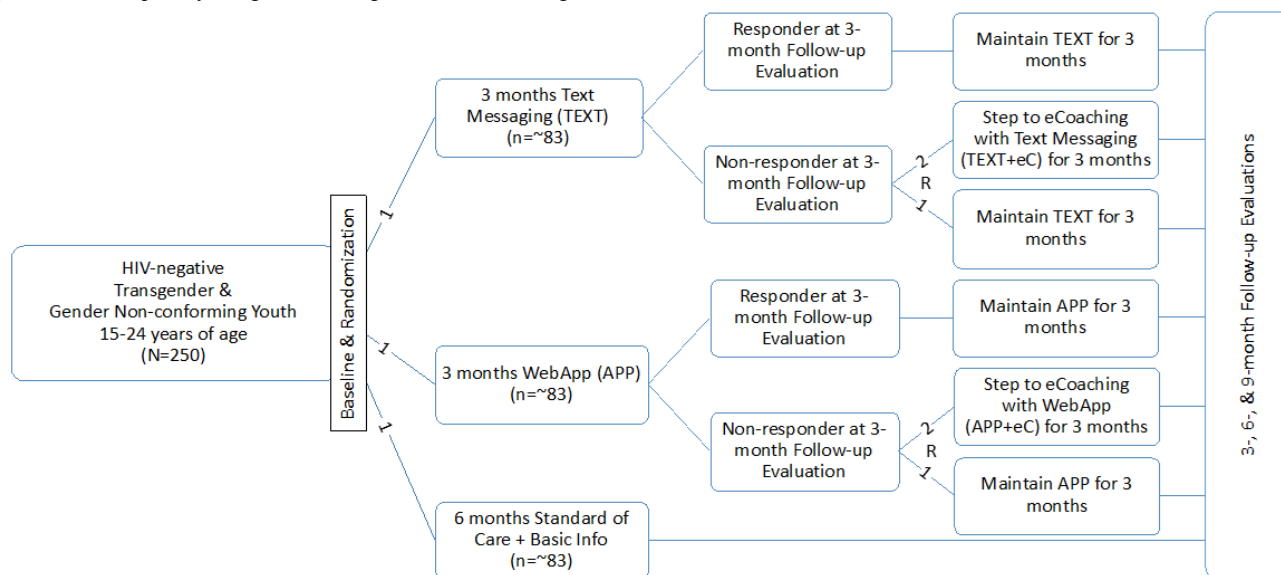 Responder at 3-
month Follow-up
Evaluation
Maintain TEXT for 3
months
3 months Text
Messaging (TEXT)
(n=~83)
Step to eCoaching
with Text Messaging
(TEXT+eC) for 3 months
Non-responder at 3-
month Follow-up
Evaluation
2
R
1
Maintain TEXT for 3
months
1
HIV-negative
Transgender &
Gender Non-conforming Youth
15-24 years of age
(N=250)
Baseline & Randomization
1
3 months WebApp (APP)
(n=~83)
Responder at 3-
month Follow-up
Evaluation
Maintain APP for 3
months
Step to eCoaching
with WebApp
(APP+eC) for 3 months
Non-responder at 3-
month Follow-up
Evaluation
2
R
1
Maintain APP for 3
months
1
6 months Standard of
Care + Basic Info
(n=~83)
3-, 6-, & 9-month Follow-up Evaluations